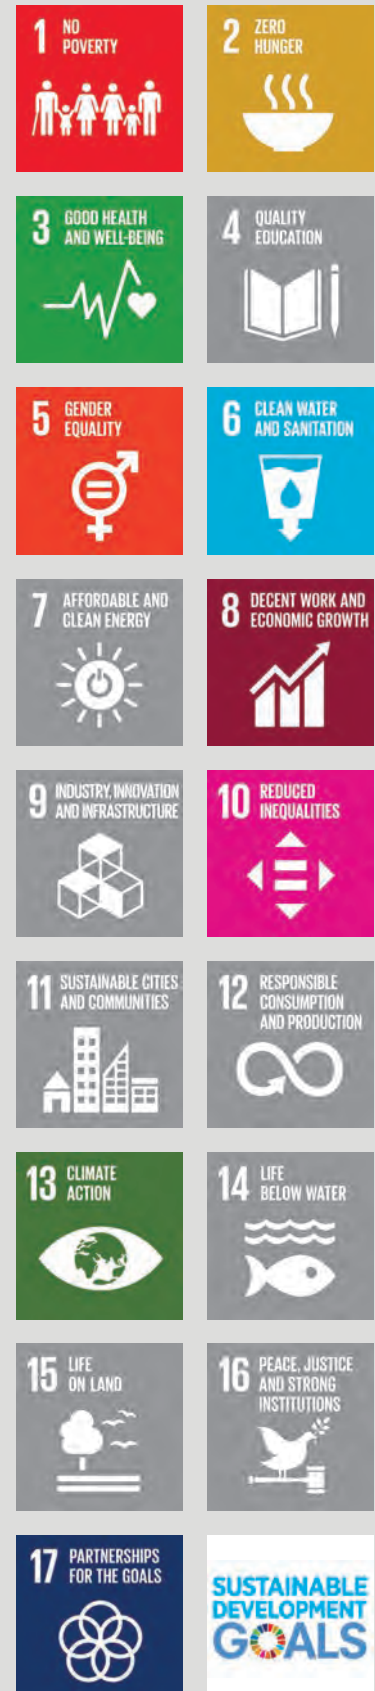 1 NO
POVERTY
2 ZERO
HUNGER
3 GOOD HEALTH
AND WELL-BEING
4 QUALITY
EDUCATION
5 GENDER
EQUALITY
6 CLEAN WATER
AND SANITATION
7 AFFORDABLE AND
CLEAN ENERGY
8 DECENT WORK AND
ECONOMIC GROWTH
9 INDUSTRY, INNOVATION
AND INFRASTRUCTURE
10 REDUCED
INEQUALITIES
11 SUSTAINABLE CITIES
AND COMMUNITIES
12 RESPONSIBLE
CONSUMPTION
AND PRODUCTION
13 CLIMATE
ACTION
14 LIFE
BELOW WATER
15 LIFE
ON LAND
16 PEACE, JUSTICE
AND STRONG
INSTITUTIONS
17 PARTNERSHIPS
FOR THE GOALS
SUSTAINABLE
DEVELOPMENT
GOALS